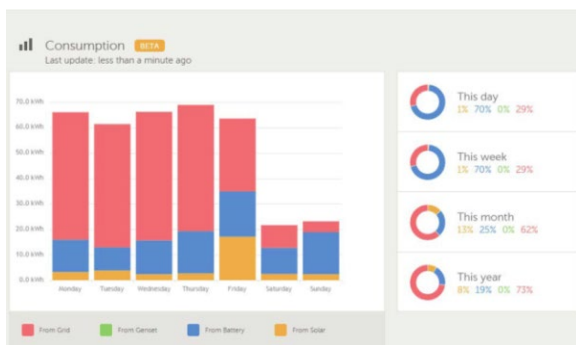 Consumption BETA
Last update: less than a minute ago
70.0 kWh
60.0 kWh
50.0 kWh
40.0 kWh
30.0 kWh
20.0 kWh
10.0 kWh
0.0 kWh
Monday Tuesday Wednesday Thursday Friday Saturday Sunday
From Grid From Genset From Battery From Solar
This day
1% 70% 0% 29%
This week
1% 70% 0% 29%
This month
13% 25% 0% 62%
This year
8% 19% 0% 73%